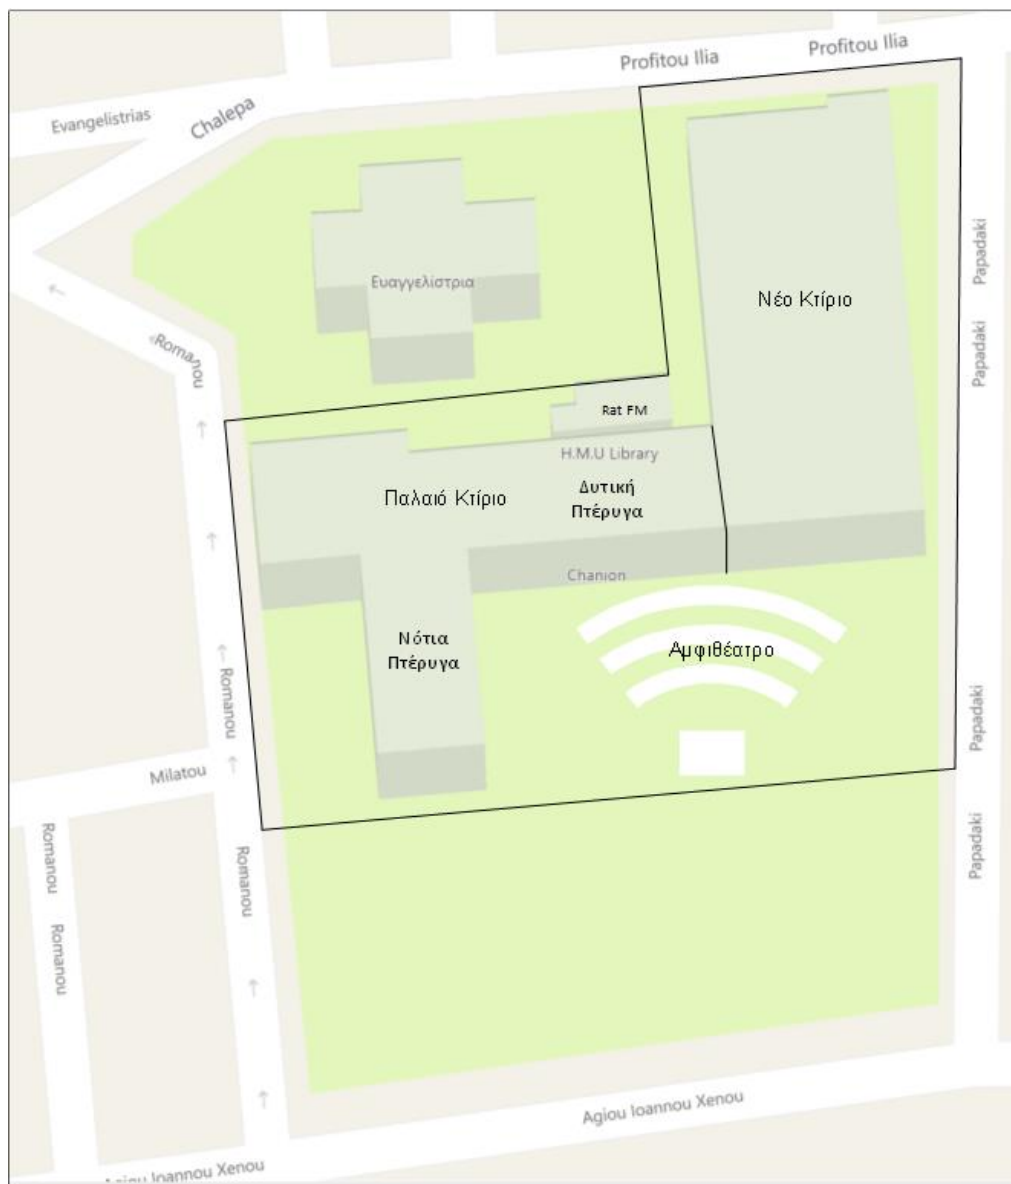 Profitou Ilia
Profitou Ilia
Evangelistrias
Chalepa
Papadaki
Ευαγγελίστρια
Νέο Κτίριο
Romanou
Papadaki
Rat FM
H.M.U Library
Παλαιό Κτίριο
Δυτική
Πτέρυγα
Chanion
Νότια
Πτέρυγα
Αμφιθέατρο
Romanou
Papadaki
Milatou
Romanou
Romanou
Papadaki
Romanou
Agiou Ioannou Xenou
Agiou Ioannou Xenou